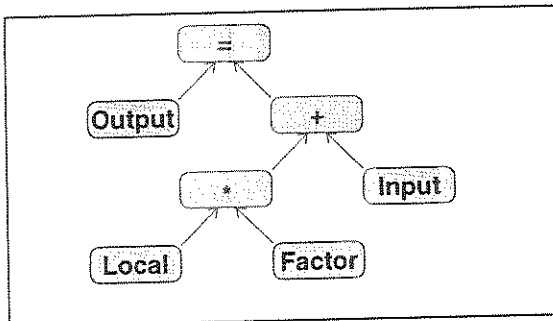 =
Output
+
*
Input
Local
Factor